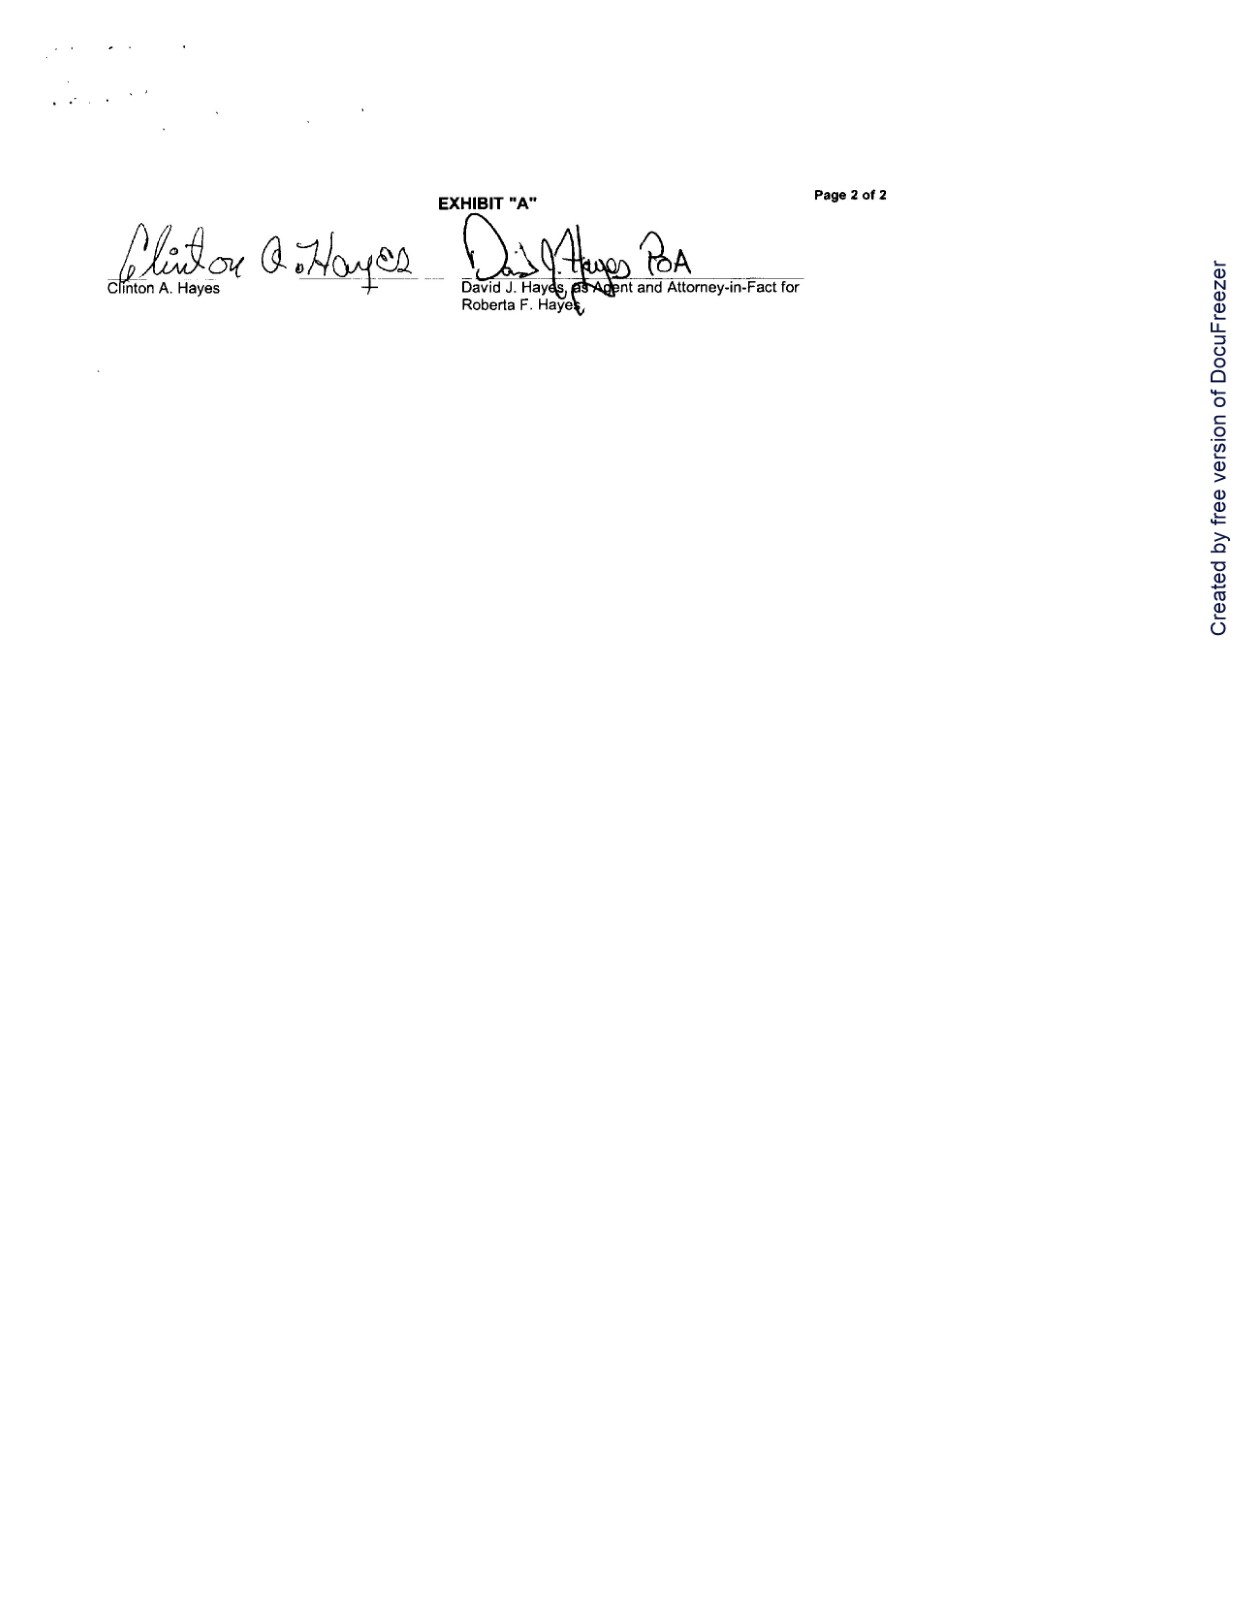 Page 2 of 2
EXHIBIT "A"
Clinton A. Hayes
David J. Hayes POA
Clinton A. Hayes
David J. Hayes, as Agent and Attorney-in-Fact for
Roberta F. Hayes
Created by free version of DocuFreezer